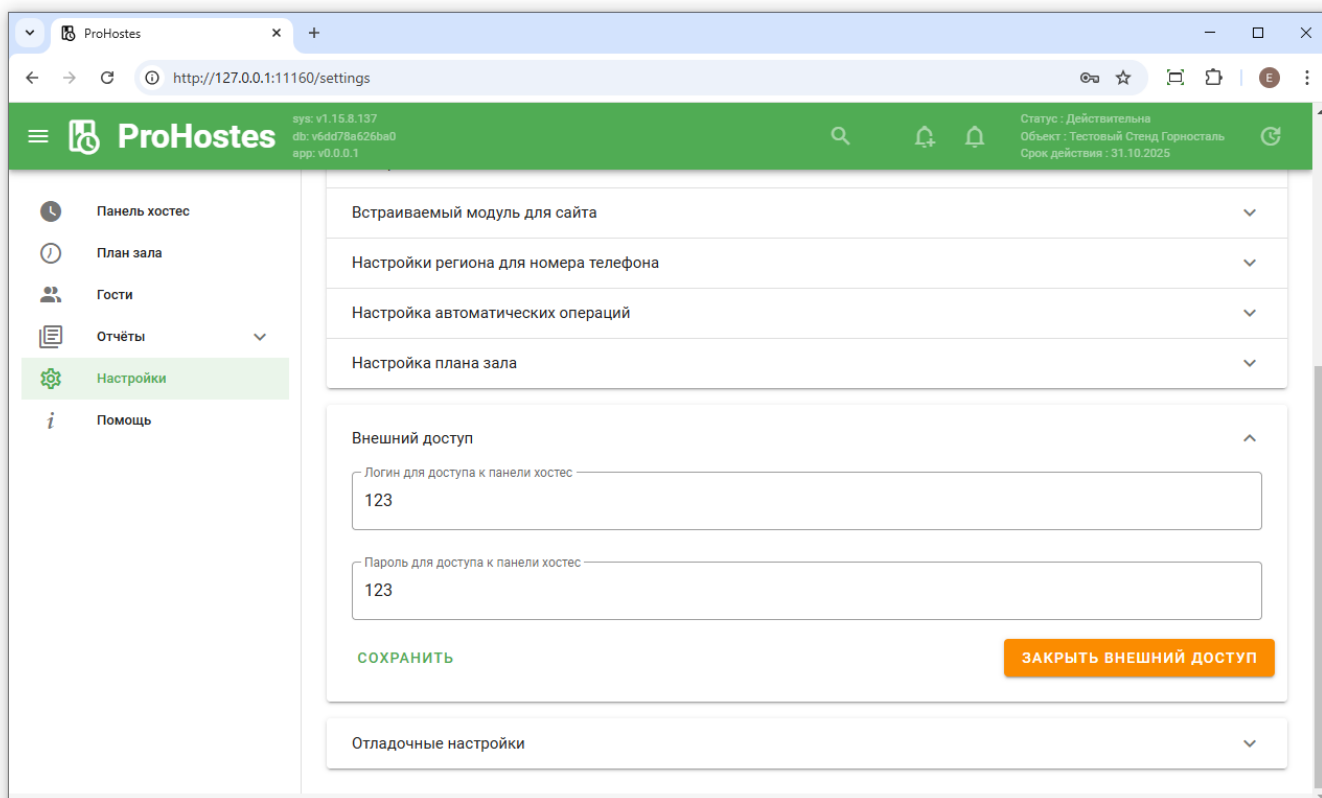 ProHostes
http://127.0.0.1:11160/settings
E
ProHostes
sys: v1.15.8.137
db: v6dd78a626ba0
app: v0.0.0.1
Статус : Действительна
Объект : Тестовый Стенд Горносталь
Срок действия : 31.10.2025
Панель хостес
План зала
Гости
Отчёты
Настройки
Помощь
Встраиваемый модуль для сайта
Настройки региона для номера телефона
Настройка автоматических операций
Настройка плана зала
Внешний доступ
Логин для доступа к панели хостес
123
Пароль для доступа к панели хостес
123
СОХРАНИТЬ
ЗАКРЫТЬ ВНЕШНИЙ ДОСТУП
Отладочные настройки